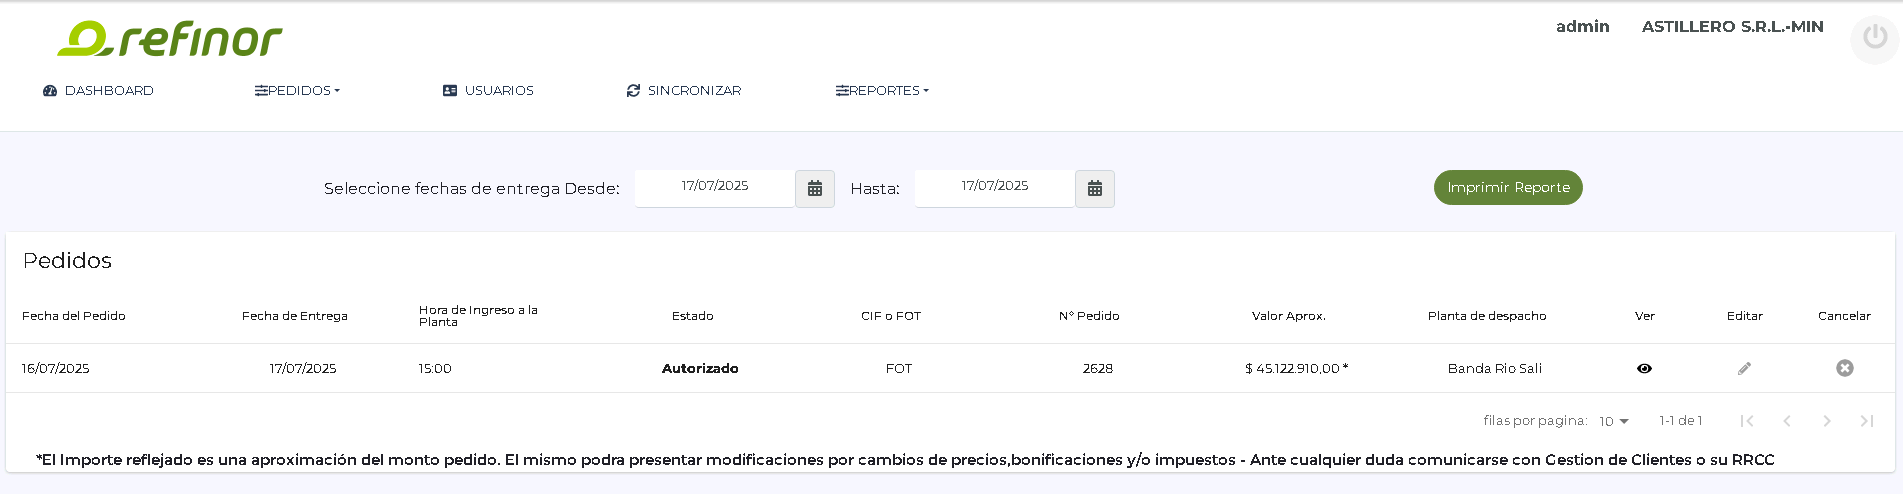 refinor
admin ASTILLERO S.R.L.-MIN
DASHBOARD PEDIDOS USUARIOS SINCRONIZAR REPORTES
Seleccione fechas de entrega Desde: 17/07/2025 Hasta: 17/07/2025 Imprimir Reporte
Pedidos
Fecha del Pedido Fecha de Entrega Hora de Ingreso a la Planta Estado CIF o FOT N° Pedido Valor Aprox. Planta de despacho Ver Editar Cancelar
16/07/2025 17/07/2025 15:00 Autorizado FOT 2628 $ 45.122.910,00 * Banda Rio Sali
filas por pagina: 10 1-1 de 1
*El Importe reflejado es una aproximación del monto pedido. El mismo podra presentar modificaciones por cambios de precios,bonificaciones y/o impuestos - Ante cualquier duda comunicarse con Gestion de Clientes o su RRCC